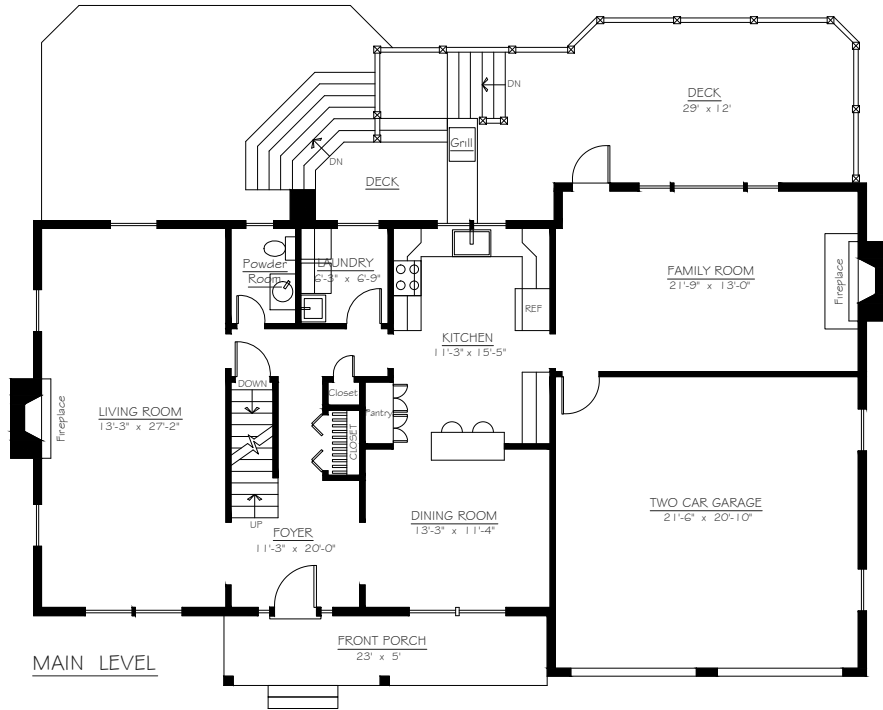 DN
DECK
29' x 12'
Grill
DN
DECK
Powder
Room
LAUNDRY
6'-3" x 6'-9"
FAMILY ROOM
21'-9" x 13'-0"
Fireplace
REF
KITCHEN
11'-3" x 15'-5"
DOWN
Closet
Pantry
Fireplace
LIVING ROOM
13'-3" x 27'-2"
CLOSET
TWO CAR GARAGE
21'-6" x 20'-10"
DINING ROOM
13'-3" x 11'-4"
UP
FOYER
11'-3" x 20'-0"
FRONT PORCH
23' x 5'
MAIN LEVEL